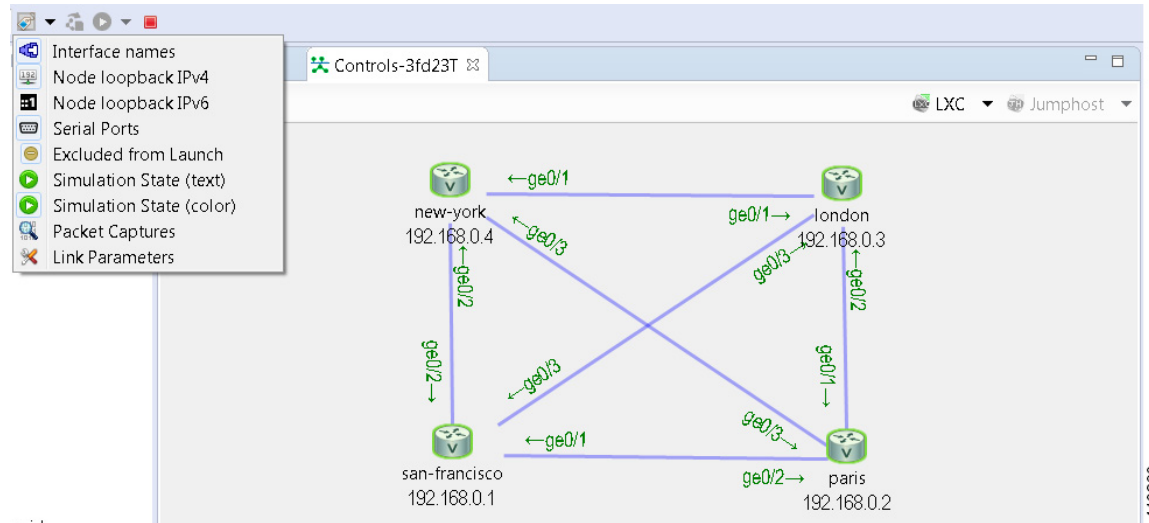 Interface names
Node loopback IPv4
Node loopback IPv6
Serial Ports
Excluded from Launch
Simulation State (text)
Simulation State (color)
Packet Captures
Link Parameters
Controls-3fd23T
LXC
Jumphost
←ge0/1
new-york
192.168.0.4
ge0/1→
london
192.168.0.3
←ge0/3
ge0/3→
←ge0/2
←ge0/2
ge0/2→
←ge0/3
ge0/1→
ge0/3→
←ge0/1
san-francisco
192.168.0.1
ge0/2→
paris
192.168.0.2